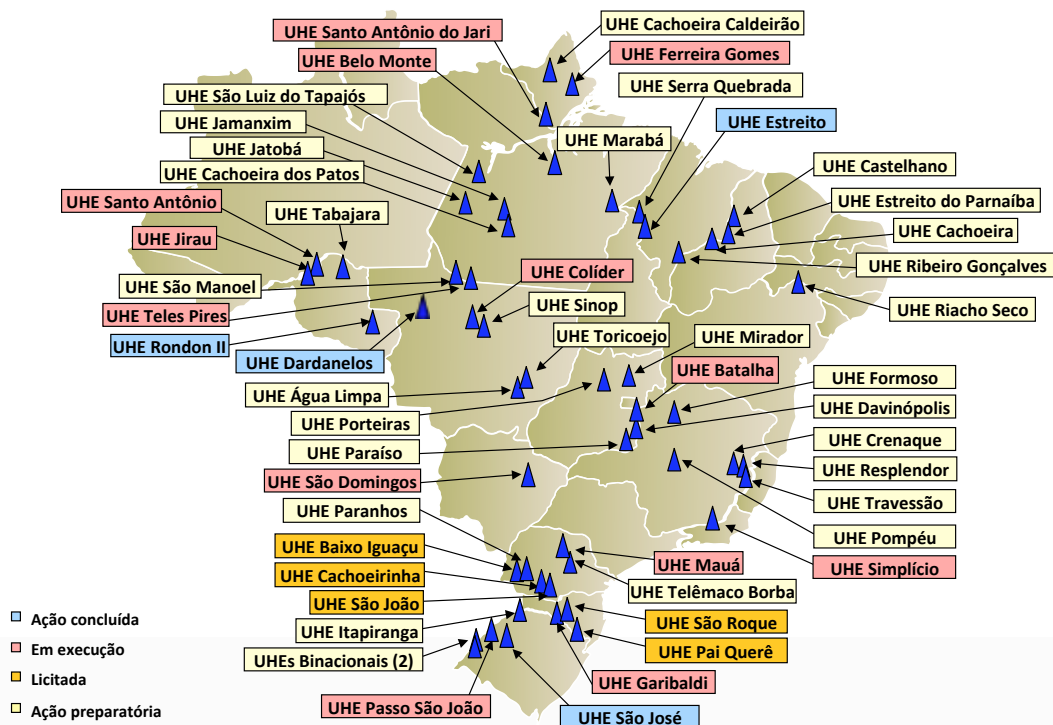 UHE Cachoeira Caldeirão
UHE Santo Antônio do Jari
UHE Ferreira Gomes
UHE Belo Monte
UHE Serra Quebrada
UHE São Luiz do Tapajós
UHE Jamanxim
UHE Estreito
UHE Marabá
UHE Jatobá
UHE Castelhano
UHE Cachoeira dos Patos
UHE Santo Antônio
UHE Estreito do Parnaíba
UHE Tabajara
UHE Cachoeira
UHE Jirau
UHE Ribeiro Gonçalves
UHE Colíder
UHE São Manoel
UHE Sinop
UHE Riacho Seco
UHE Teles Pires
UHE Rondon II
UHE Toricoejo
UHE Mirador
UHE Dardanelos
UHE Batalha
UHE Formoso
UHE Água Limpa
UHE Davinópolis
UHE Porteiras
UHE Crenaque
UHE Paraíso
UHE Resplendor
UHE São Domingos
UHE Travessão
UHE Paranhos
UHE Pompéu
UHE Baixo Iguaçu
UHE Mauá
UHE Simplício
UHE Cachoeirinha
UHE Telêmaco Borba
UHE São João
UHE São Roque
UHE Itapiranga
UHE Pai Querê
UHEs Binacionais (2)
UHE Garibaldi
UHE Passo São João
UHE São José
Ação concluída
Em execução
Licitada
Ação preparatória